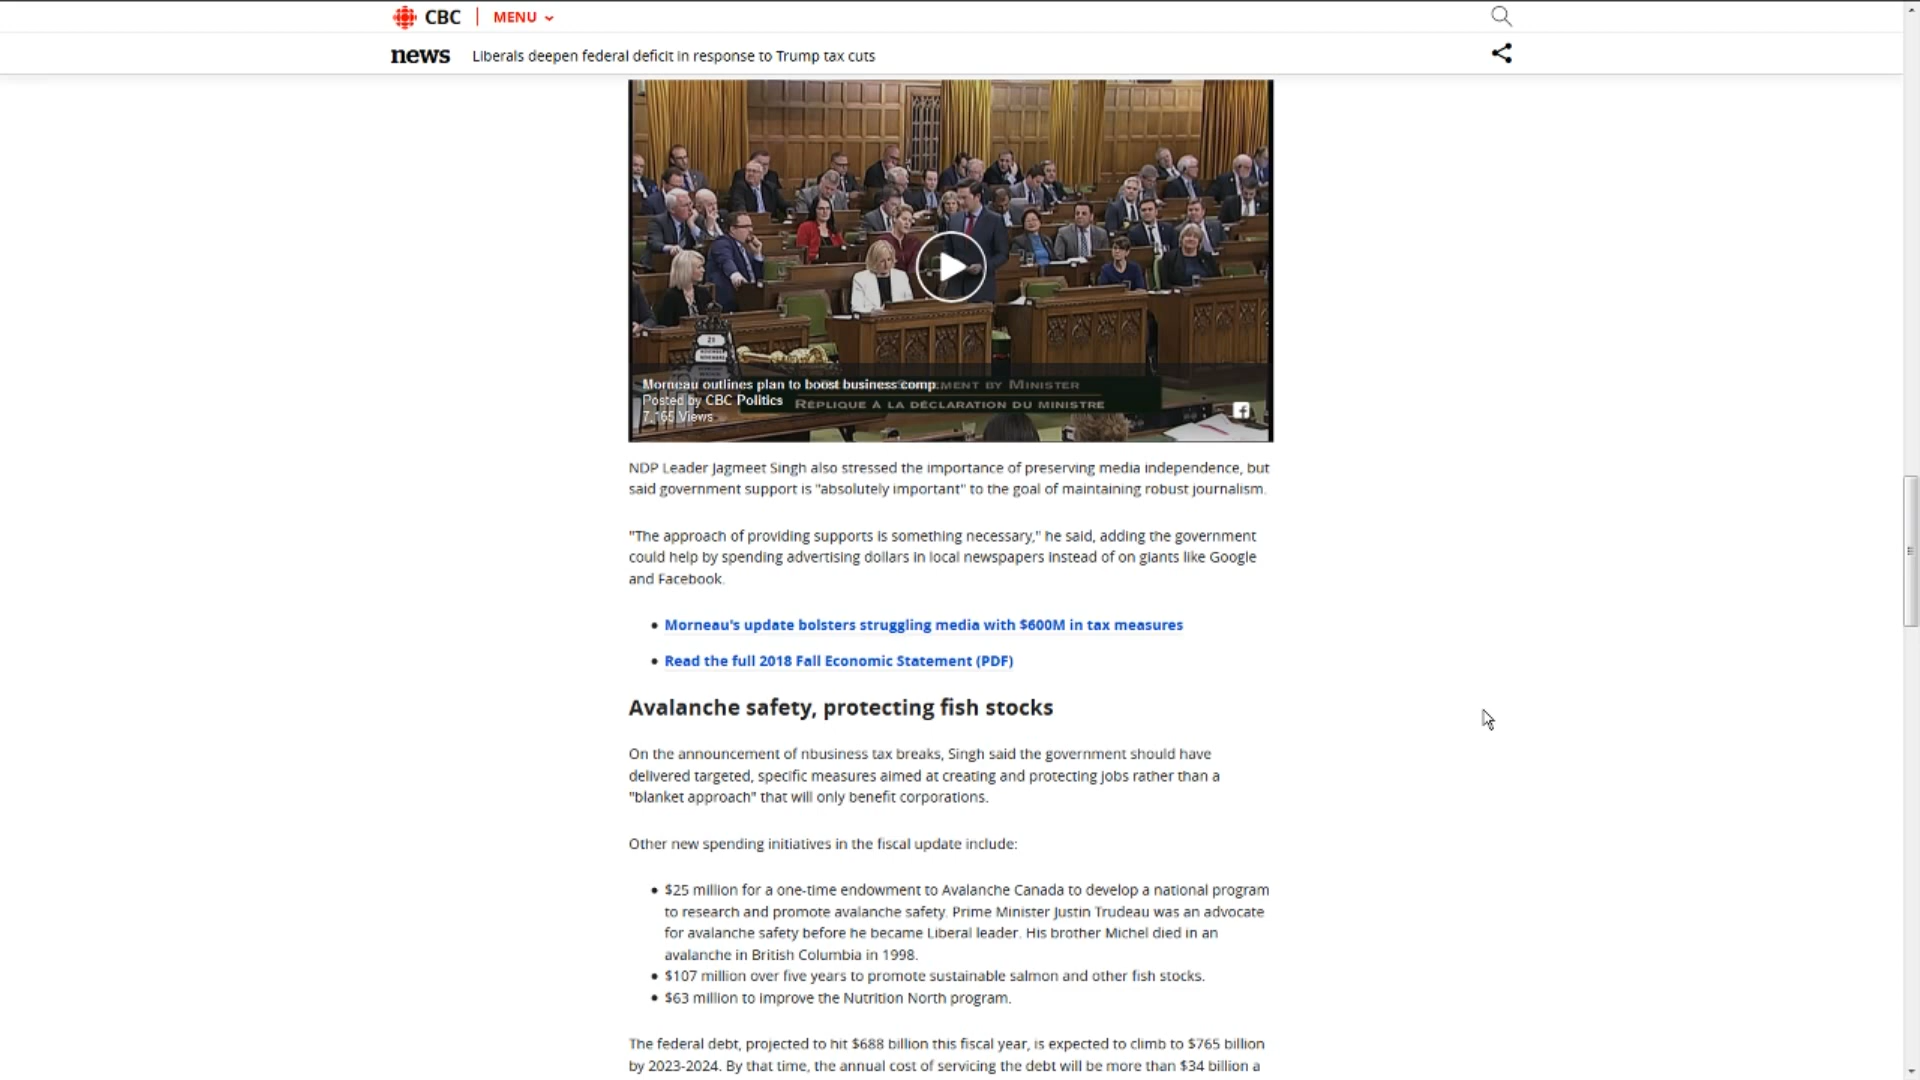 CBC | MENU
news Liberals deepen federal deficit in response to Trump tax cuts
21
Morneau outlines plan to boost business comp
MENT BY MINISTER
Posted by CBC Politics
RÉPLIQUE À LA DÉCLARATION DU MINISTRE
7,165 Views
NDP Leader Jagmeet Singh also stressed the importance of preserving media independence, but
said government support is "absolutely important" to the goal of maintaining robust journalism.
"The approach of providing supports is something necessary," he said, adding the government
could help by spending advertising dollars in local newspapers instead of on giants like Google
and Facebook.
• Morneau's update bolsters struggling media with $600M in tax measures
• Read the full 2018 Fall Economic Statement (PDF)
Avalanche safety, protecting fish stocks
On the announcement of nbusiness tax breaks, Singh said the government should have
delivered targeted, specific measures aimed at creating and protecting jobs rather than a
"blanket approach" that will only benefit corporations.
Other new spending initiatives in the fiscal update include:
• $25 million for a one-time endowment to Avalanche Canada to develop a national program
to research and promote avalanche safety. Prime Minister Justin Trudeau was an advocate
for avalanche safety before he became Liberal leader. His brother Michel died in an
avalanche in British Columbia in 1998.
• $107 million over five years to promote sustainable salmon and other fish stocks.
• $63 million to improve the Nutrition North program.
The federal debt, projected to hit $688 billion this fiscal year, is expected to climb to $765 billion
by 2023-2024. By that time, the annual cost of servicing the debt will be more than $34 billion a